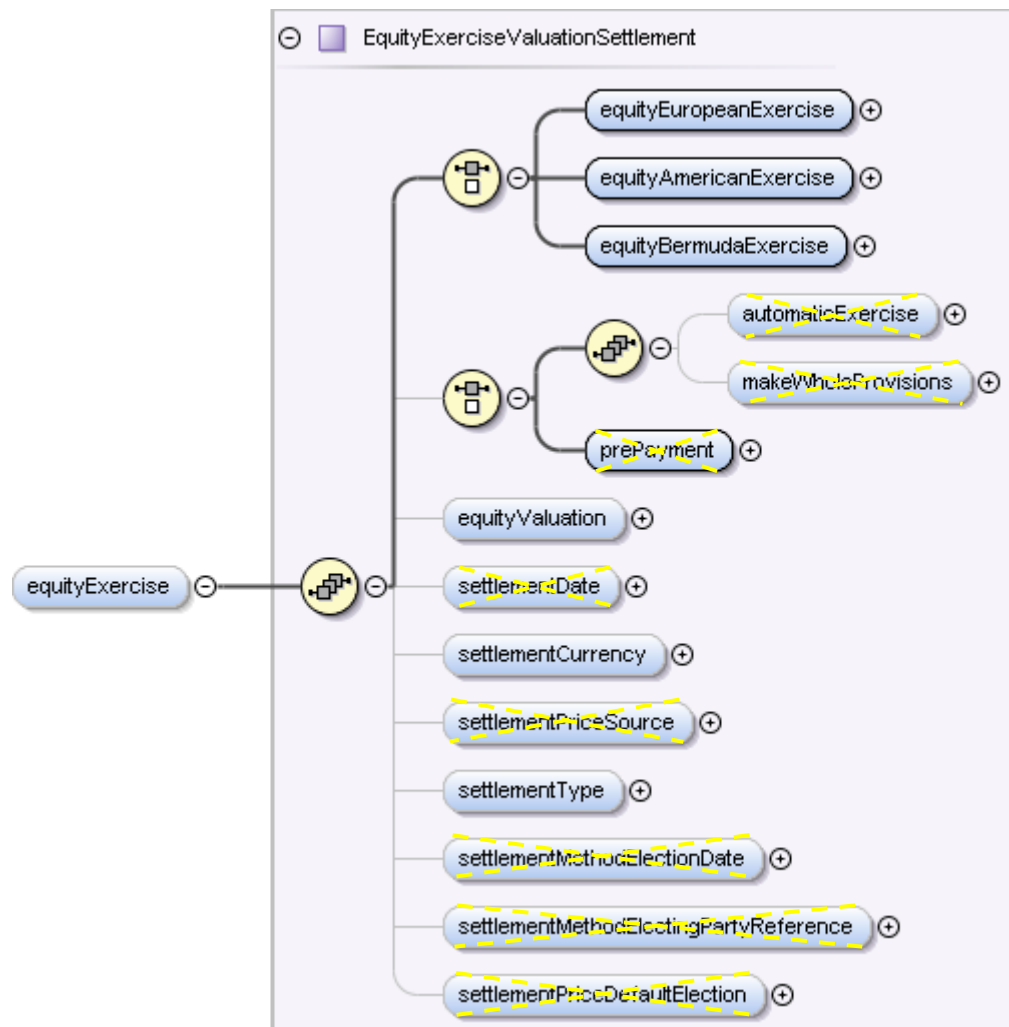 EquityExerciseValuationSettlement
equityEuropeanExercise
equityAmericanExercise
equityBermudaExercise
automaticExercise
makeWholeProvisions
prePayment
equityValuation
equityExercise
settlementDate
settlementCurrency
settlementPriceSource
settlementType
settlementMethodElectionDate
settlementMethodElectingPartyReference
settlementPriceDefaultElection